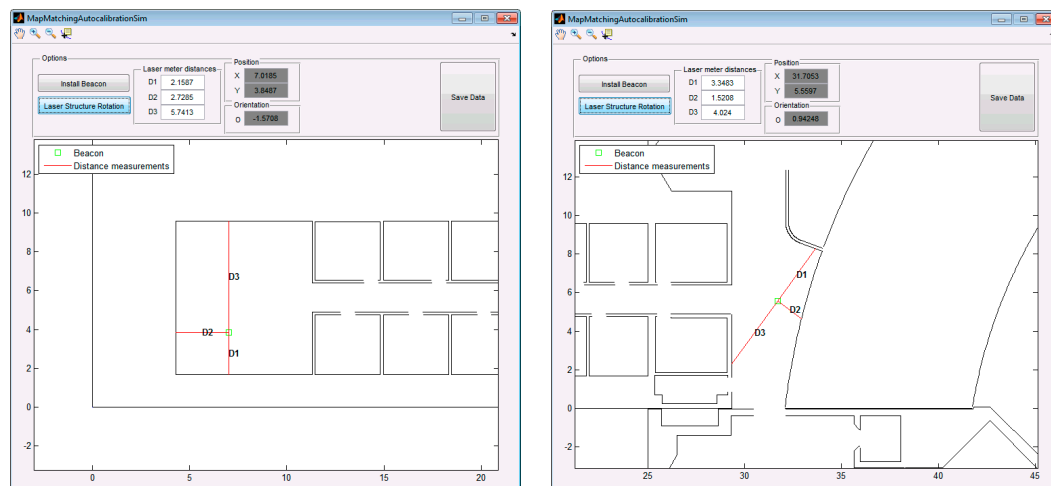 MapMatchingAutocalibrationSim
Options
Install Beacon
Laser Structure Rotation
Laser meter distances
D1 2.1587
D2 2.7285
D3 5.7413
Position
X 7.0185
Y 3.8487
Orientation
O -1.5708
Save Data
Beacon
Distance measurements
12
10
8
6
4
2
0
-2
D3
D2
D1
0 5 10 15 20
MapMatchingAutocalibrationSim
Options
Install Beacon
Laser Structure Rotation
Laser meter distances
D1 3.3483
D2 1.5208
D3 4.024
Position
X 31.7053
Y 5.5597
Orientation
O 0.94248
Save Data
Beacon
Distance measurements
12
10
8
6
4
2
0
-2
D1
D2
D3
25 30 35 40 45